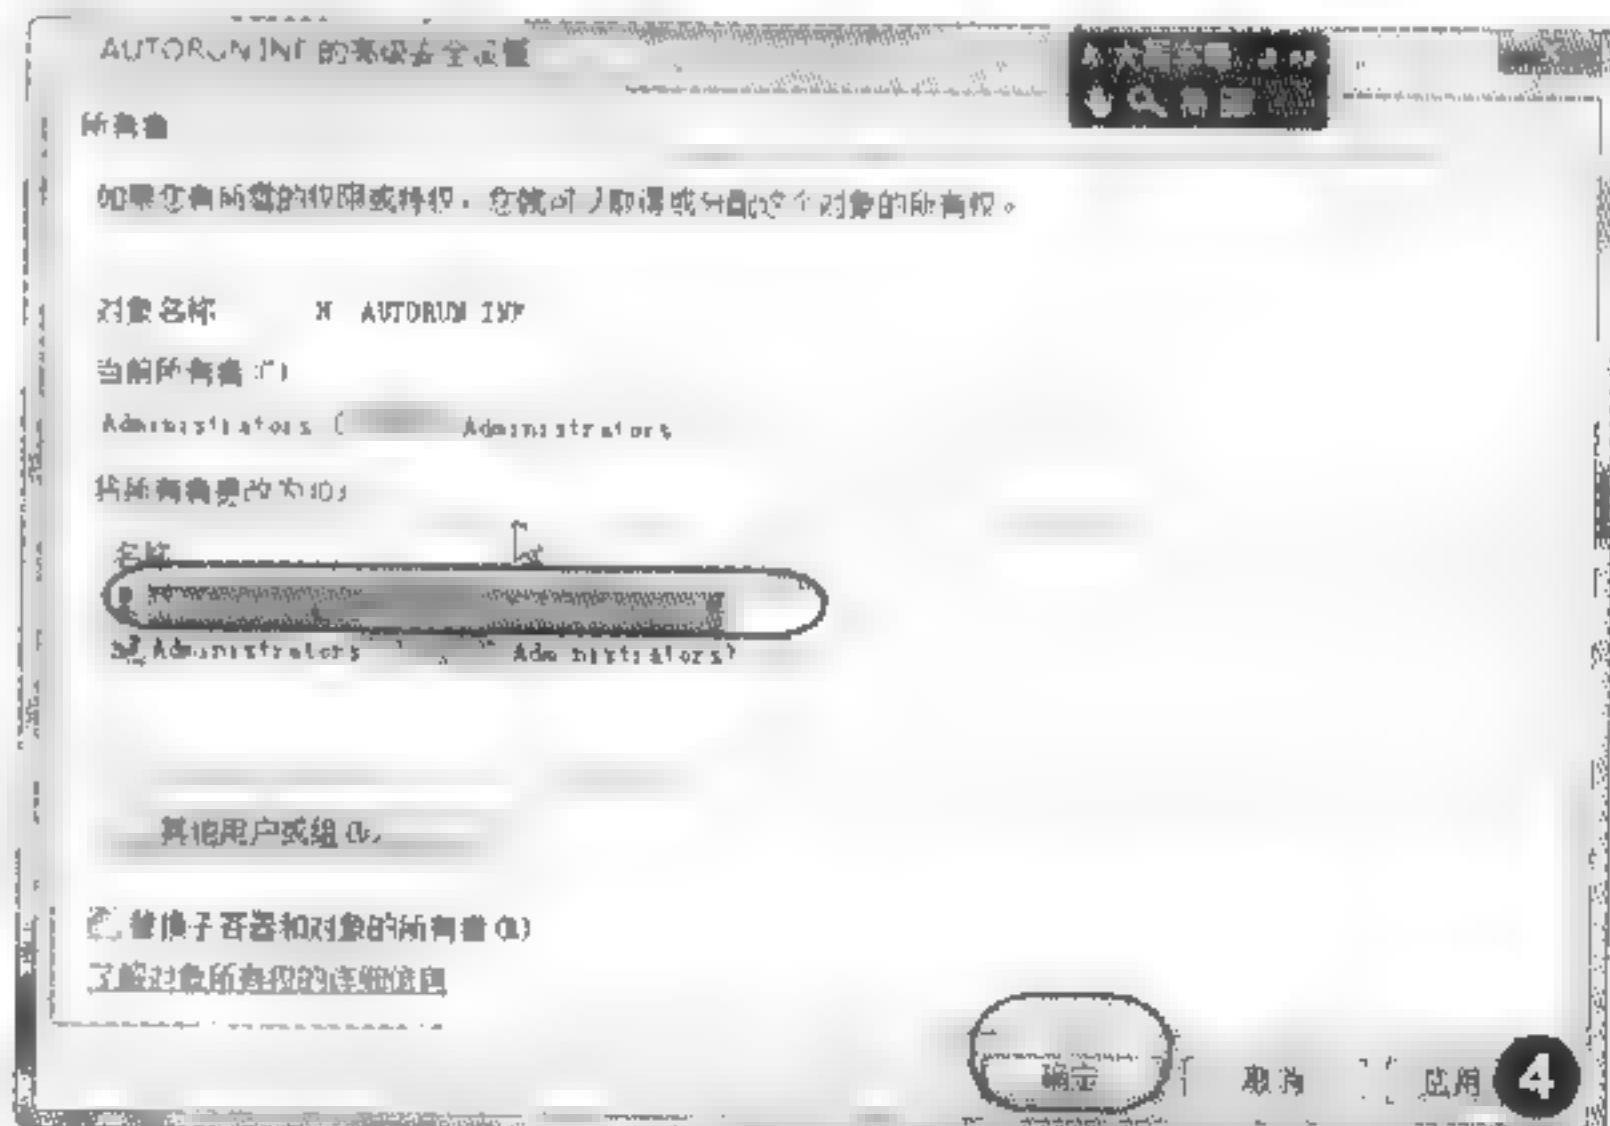 AUTORUN.INF 的高级安全设置
所有者
如果您有所需的权限或特权，您就可以取得或分配这个对象的所有权。
对象名称 H AUTORUN INF
当前所有者(C)
Administrators ( Administrators
将所有者更改为(O)
名称
Administrators Administrators)
其他用户或组
替换子容器和对象的所有者(R)
了解对象所有权的详细信息
确定 取消 应用 4